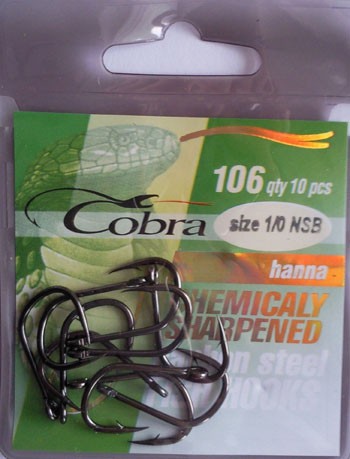 106 qty 10 pcs
Cobra
size 1/0 NSB
hanna
CHEMICALY
SHARPENED
steel
HOOKS